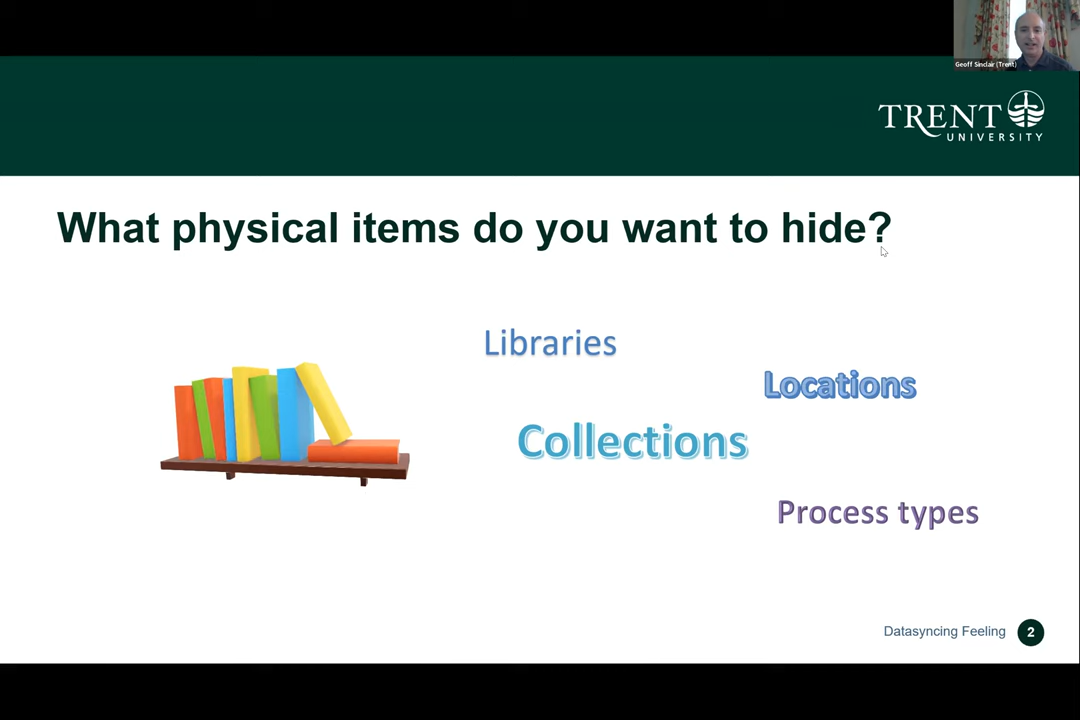 Geoff Sinclair (Trent)
TRENT
UNIVERSITY
What physical items do you want to hide?
Libraries
Locations
Collections
Process types
Datasyncing Feeling 2